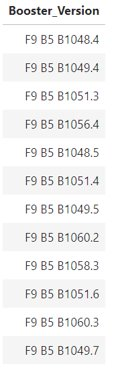 Booster_Version
F9 B5 B1048.4
F9 B5 B1049.4
F9 B5 B1051.3
F9 B5 B1056.4
F9 B5 B1048.5
F9 B5 B1051.4
F9 B5 B1049.5
F9 B5 B1060.2
F9 B5 B1058.3
F9 B5 B1051.6
F9 B5 B1060.3
F9 B5 B1049.7